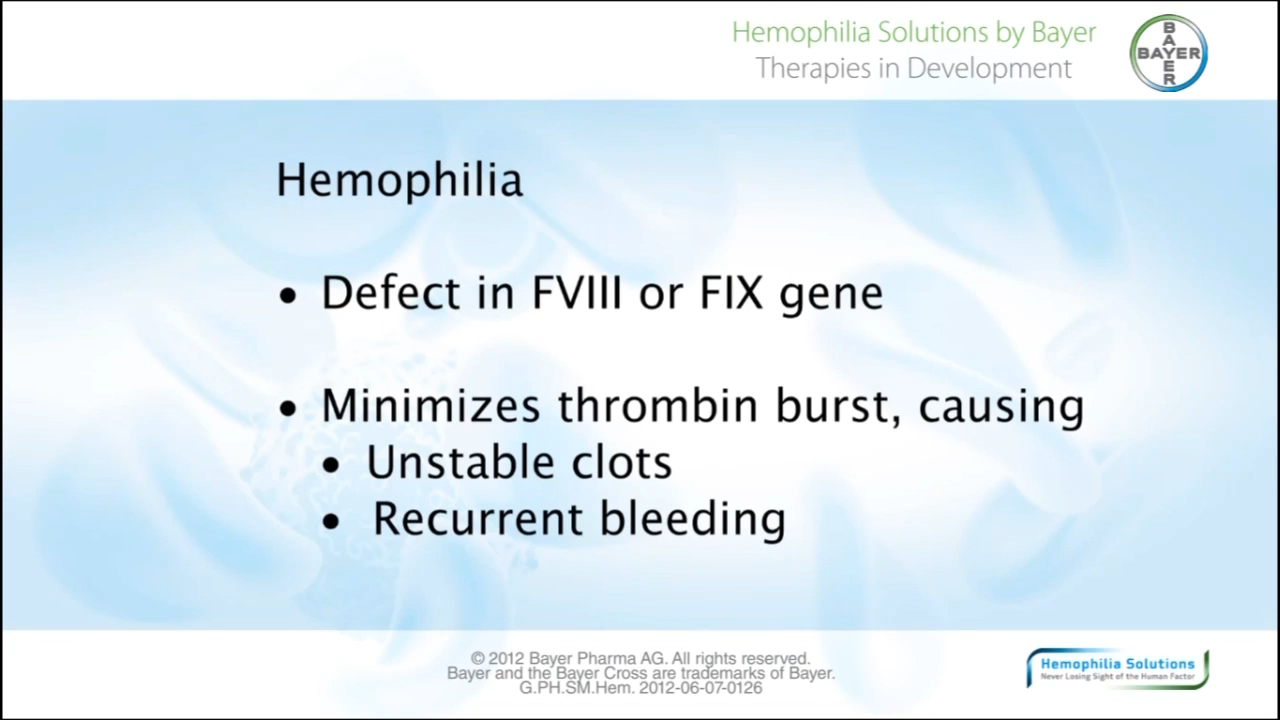 Hemophilia Solutions by Bayer
Therapies in Development
BAYER
BAYER
Hemophilia
• Defect in FVIII or FIX gene
• Minimizes thrombin burst, causing
• Unstable clots
• Recurrent bleeding
© 2012 Bayer Pharma AG. All rights reserved.
Bayer and the Bayer Cross are trademarks of Bayer.
G.PH.SM.Hem. 2012-06-07-0126
Hemophilia Solutions
Never Losing Sight of the Human Factor